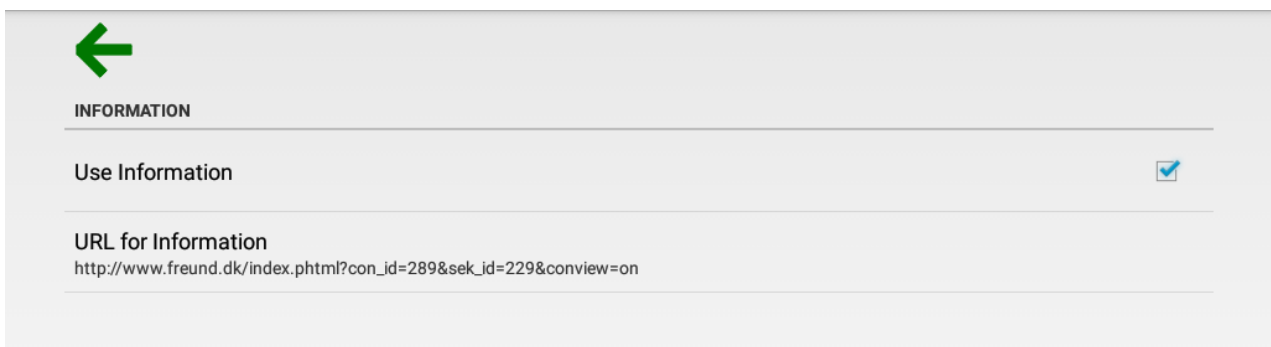 INFORMATION
Use Information
URL for Information
http://www.freund.dk/index.phtml?con_id=289&sek_id=229&conview=on